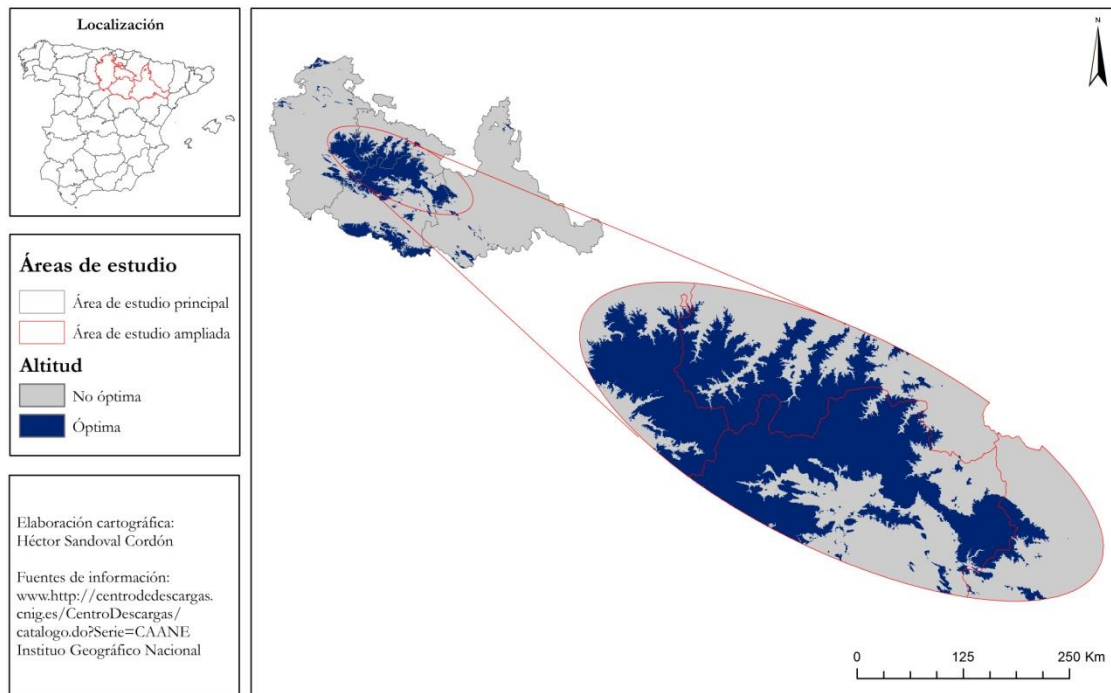 Localización
N
Áreas de estudio
Área de estudio principal
Área de estudio ampliada
Altitud
No óptima
Óptima
Elaboración cartográfica:
Héctor Sandoval Cordón
Fuentes de información:
www.http://centrodedescargas.
cnig.es/CentroDescargas/
catalogo.do?Serie=CAANE
Instituo Geográfico Nacional
0 125 250 Km